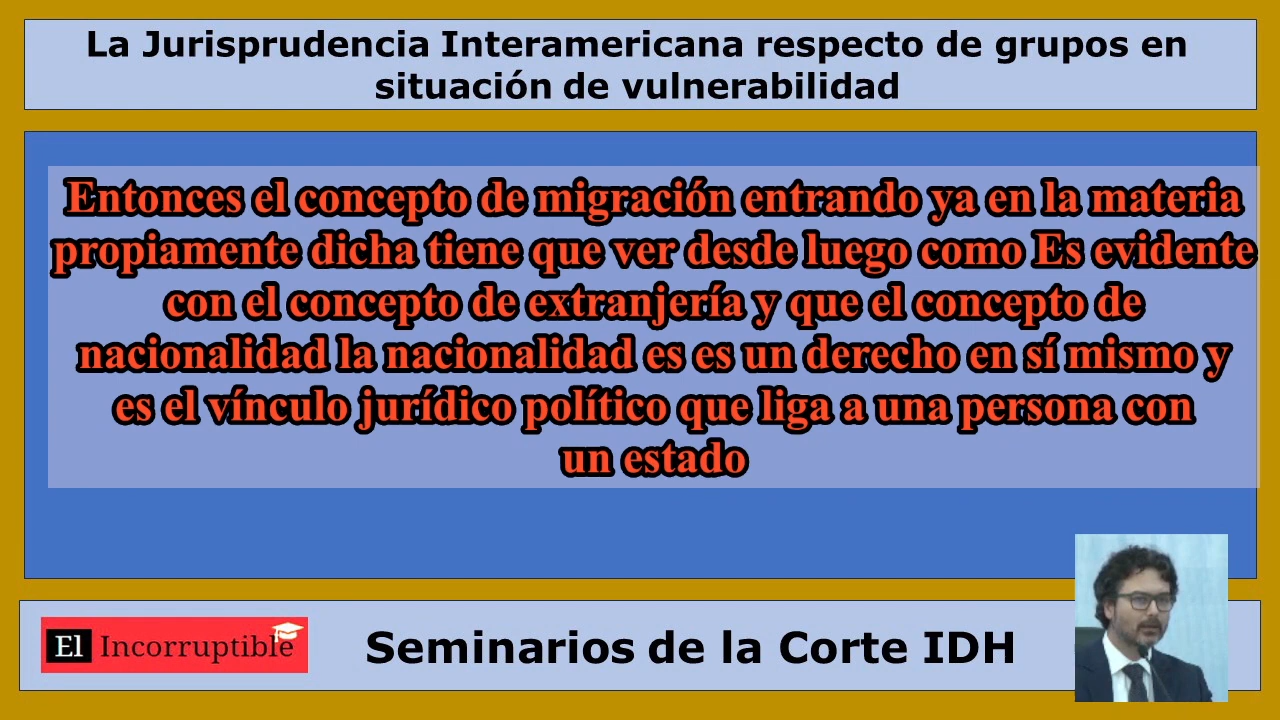 La Jurisprudencia Interamericana respecto de grupos en
situación de vulnerabilidad
Entonces el concepto de migración entrando ya en la materia
propiamente dicha tiene que ver desde luego como Es evidente
con el concepto de extranjería y que el concepto de
nacionalidad la nacionalidad es es un derecho en sí mismo y
es el vínculo jurídico político que liga a una persona con
un estado
El Incorruptible
Seminarios de la Corte IDH